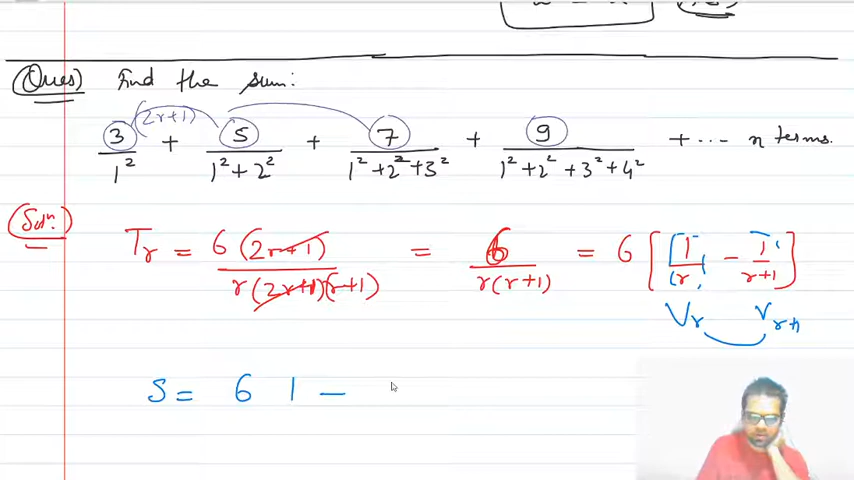 Ques) Find the sum:
(2r+1)
3/1² + 5/(1²+2²) + 7/(1²+2²+3²) + 9/(1²+2²+3²+4²) + ... n terms.
Solⁿ. Tᵣ = 6(2r+1)/(r(2r+1)(r+1)) = 6/(r(r+1)) = 6[1/r - 1/(r+1)]
Vᵣ Vᵣ₊₁
S = 6 1 —